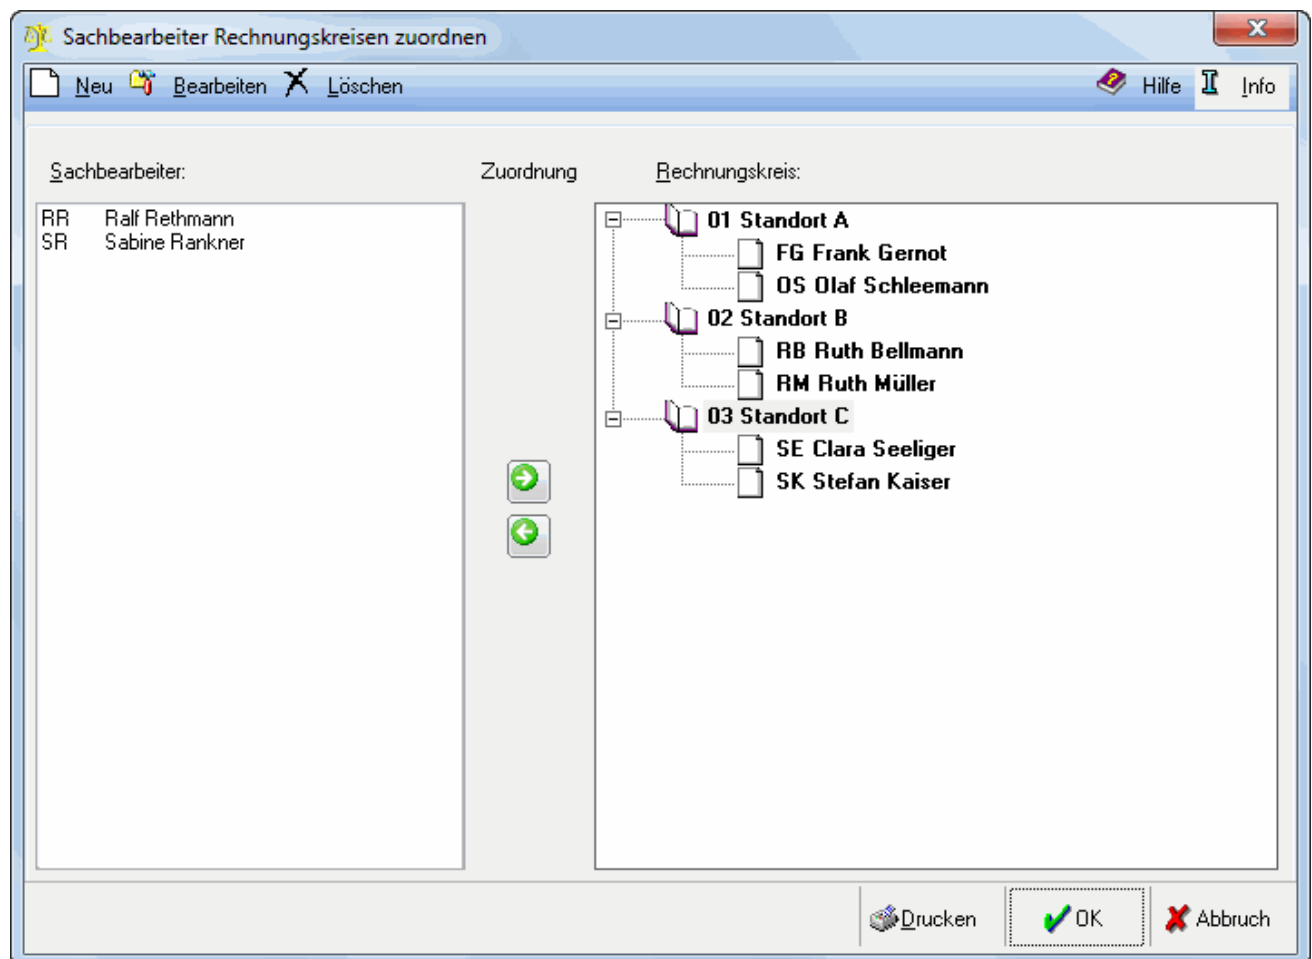 Sachbearbeiter Rechnungskreisen zuordnen
Neu Bearbeiten Löschen Hilfe Info
Sachbearbeiter: Zuordnung Rechnungskreis:
RR Ralf Rethmann
SR Sabine Rankner
01 Standort A
FG Frank Gernot
OS Olaf Schleemann
02 Standort B
RB Ruth Bellmann
RM Ruth Müller
03 Standort C
SE Clara Seeliger
SK Stefan Kaiser
Drucken OK Abbruch